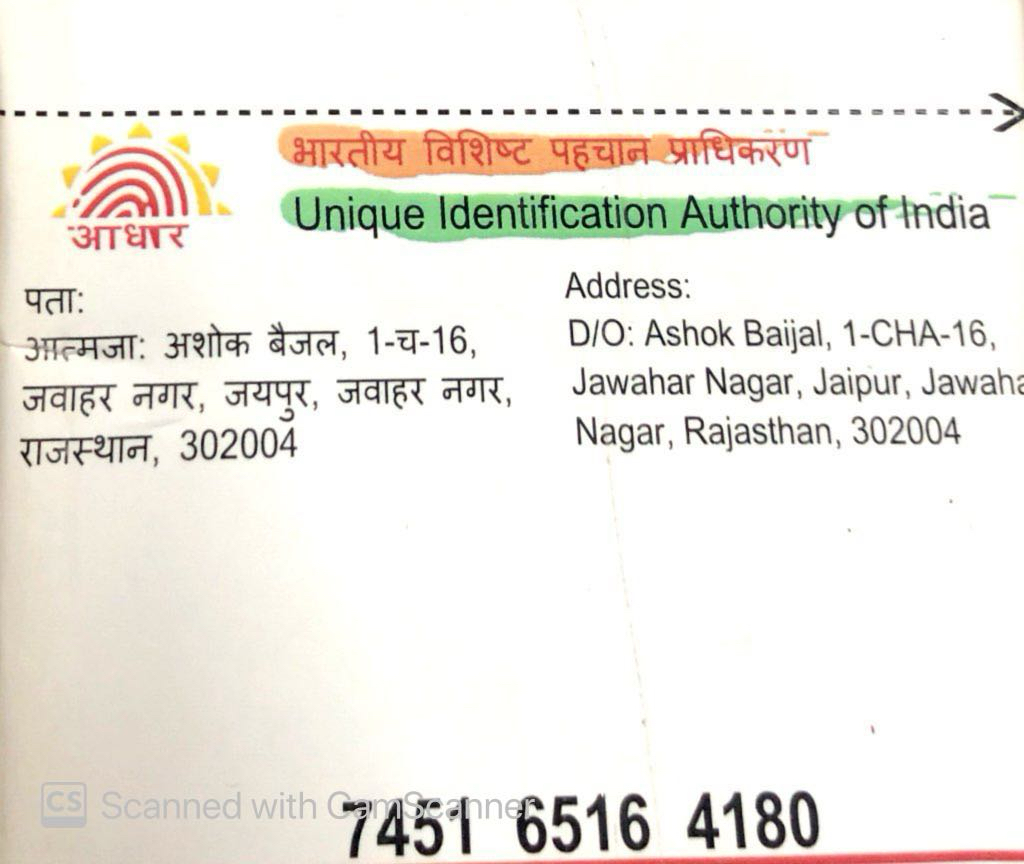 आधार
भारतीय विशिष्ट पहचान प्राधिकरण
Unique Identification Authority of India
पता:
आत्मजा: अशोक बैजल, 1-च-16,
जवाहर नगर, जयपुर, जवाहर नगर,
राजस्थान, 302004
Address:
D/O: Ashok Baijal, 1-CHA-16,
Jawahar Nagar, Jaipur, Jawaha
Nagar, Rajasthan, 302004
7451 6516 4180
CS Scanned with CamScanner